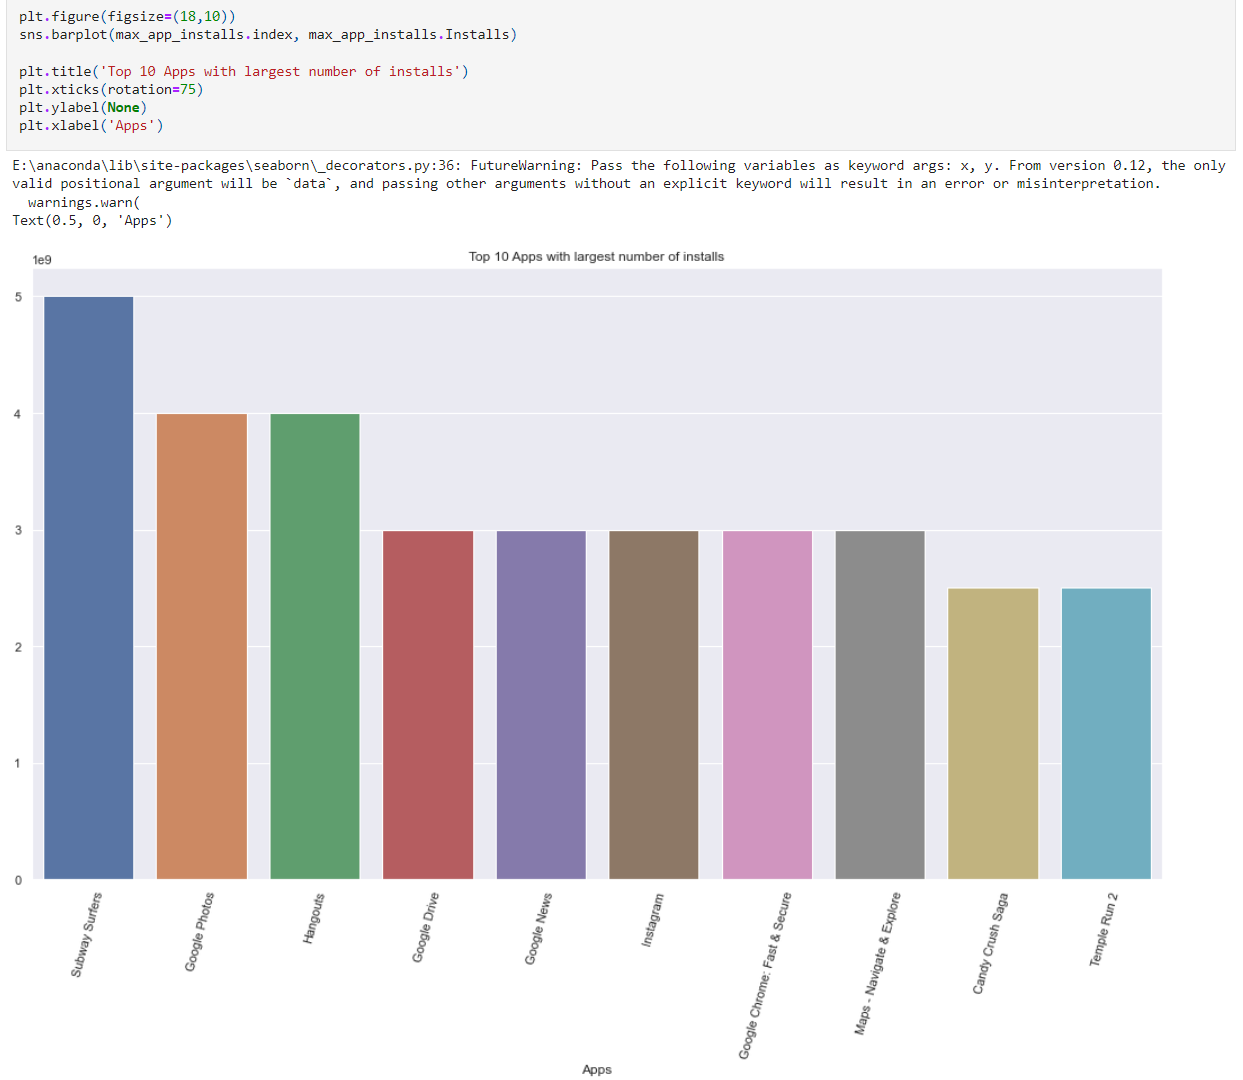 plt.figure(figsize=(18,10))
sns.barplot(max_app_installs.index, max_app_installs.Installs)
plt.title('Top 10 Apps with largest number of installs')
plt.xticks(rotation=75)
plt.ylabel(None)
plt.xlabel('Apps')
E:\anaconda\lib\site-packages\seaborn\_decorators.py:36: FutureWarning: Pass the following variables as keyword args: x, y. From version 0.12, the only
valid positional argument will be `data`, and passing other arguments without an explicit keyword will result in an error or misinterpretation.
  warnings.warn(
Text(0.5, 0, 'Apps')
Top 10 Apps with largest number of installs
1e9
5
4
3
2
1
0
Subway Surfers
Google Photos
Hangouts
Google Drive
Google News
Instagram
Google Chrome: Fast & Secure
Maps - Navigate & Explore
Candy Crush Saga
Temple Run 2
Apps